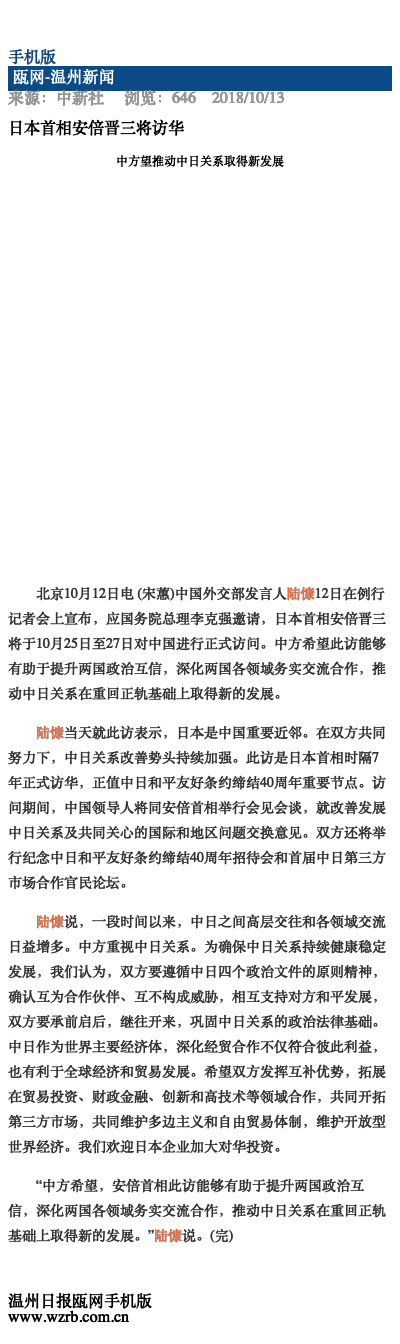 手机版
瓯网-温州新闻
来源：中新社 浏览：646 2018/10/13
日本首相安倍晋三将访华
中方望推动中日关系取得新发展
北京10月12日电 (宋蕙)中国外交部发言人陆慷12日在例行
记者会上宣布，应国务院总理李克强邀请，日本首相安倍晋三
将于10月25日至27日对中国进行正式访问。中方希望此访能够
有助于提升两国政治互信，深化两国各领域务实交流合作，推
动中日关系在重回正轨基础上取得新的发展。
陆慷当天就此访表示，日本是中国重要近邻。在双方共同
努力下，中日关系改善势头持续加强。此访是日本首相时隔7
年正式访华，正值中日和平友好条约缔结40周年重要节点。访
问期间，中国领导人将同安倍首相举行会见会谈，就改善发展
中日关系及共同关心的国际和地区问题交换意见。双方还将举
行纪念中日和平友好条约缔结40周年招待会和首届中日第三方
市场合作官民论坛。
陆慷说，一段时间以来，中日之间高层交往和各领域交流
日益增多。中方重视中日关系。为确保中日关系持续健康稳定
发展，我们认为，双方要遵循中日四个政治文件的原则精神，
确认互为合作伙伴、互不构成威胁，相互支持对方和平发展，
双方要承前启后，继往开来，巩固中日关系的政治法律基础。
中日作为世界主要经济体，深化经贸合作不仅符合彼此利益，
也有利于全球经济和贸易发展。希望双方发挥互补优势，拓展
在贸易投资、财政金融、创新和高技术等领域合作，共同开拓
第三方市场，共同维护多边主义和自由贸易体制，维护开放型
世界经济。我们欢迎日本企业加大对华投资。
“中方希望，安倍首相此访能够有助于提升两国政治互
信，深化两国各领域务实交流合作，推动中日关系在重回正轨
基础上取得新的发展。”陆慷说。(完)
温州日报瓯网手机版
www.wzrb.com.cn